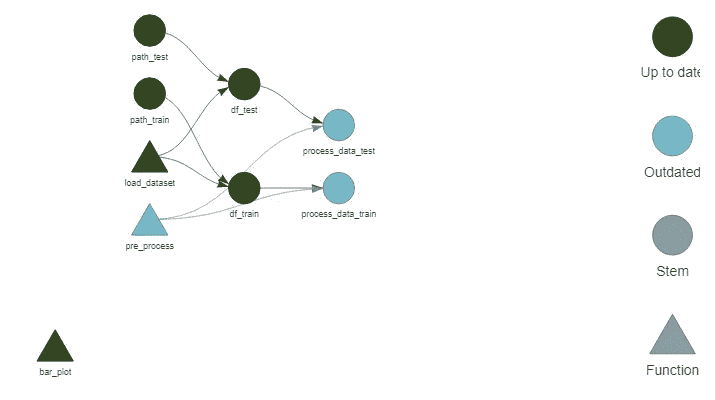 path_test
path_train
load_dataset
pre_process
df_test
df_train
process_data_test
process_data_train
bar_plot
Up to date
Outdated
Stem
Function